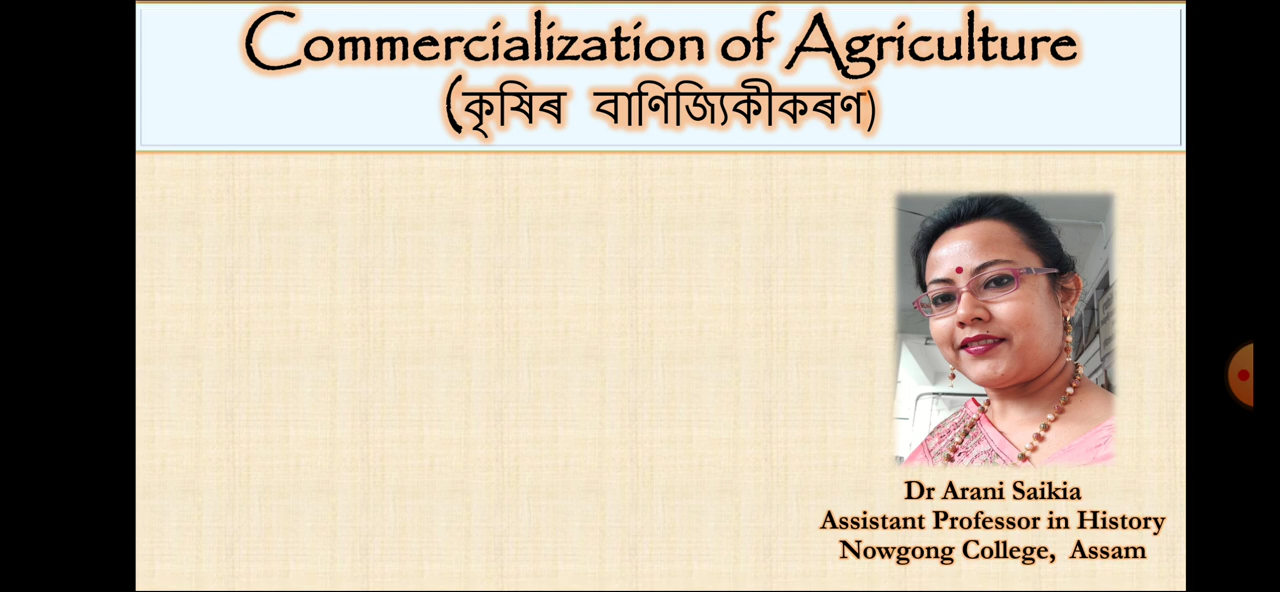 Commercialization of Agriculture
(কৃষিৰ বাণিজ্যিকীকৰণ)
Dr Arani Saikia
Assistant Professor in History
Nowgong College, Assam